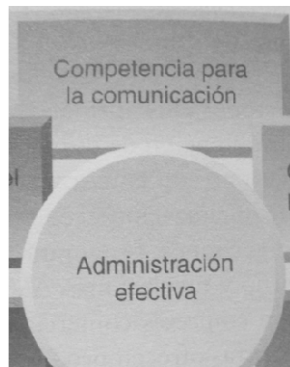 Competencia para
la comunicación
Administración
efectiva